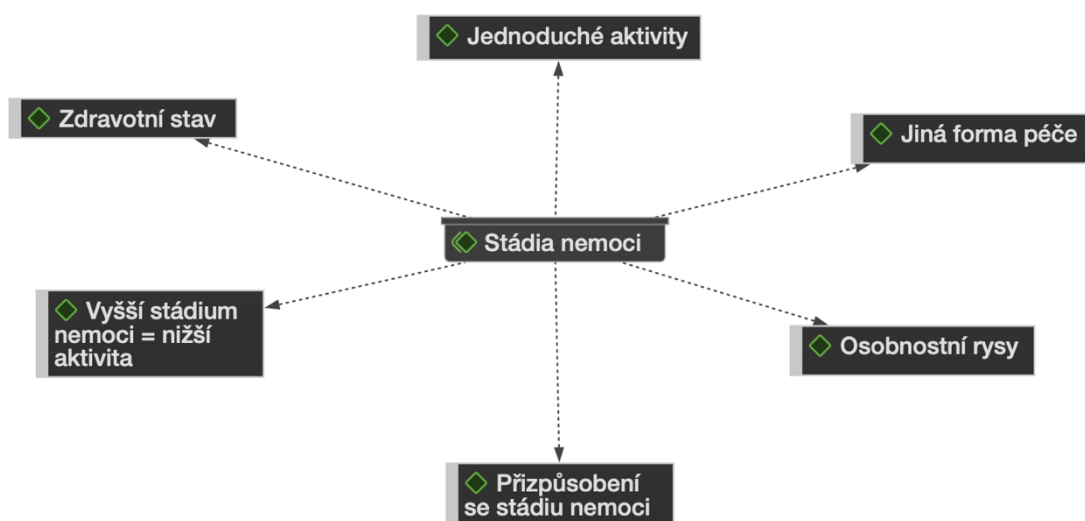 Jednoduché aktivity
Zdravotní stav
Jiná forma péče
Stádia nemoci
Vyšší stádium
nemoci = nižší
aktivita
Osobnostní rysy
Přizpůsobení
se stádiu nemoci